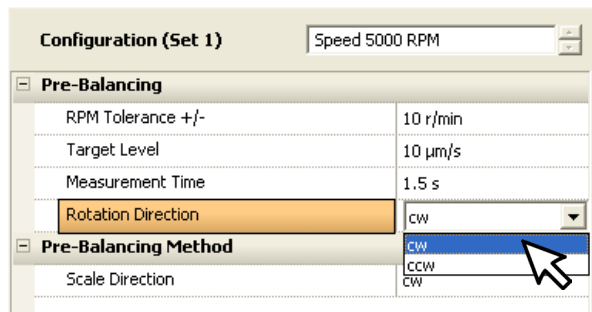 Configuration (Set 1) Speed 5000 RPM
Pre-Balancing
RPM Tolerance +/- 10 r/min
Target Level 10 µm/s
Measurement Time 1.5 s
Rotation Direction cw
Pre-Balancing Method cw
ccw
Scale Direction cw